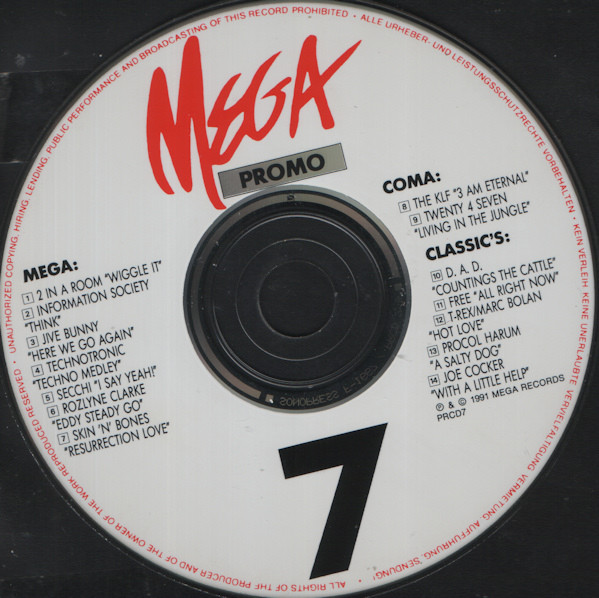 MEGA
PROMO
MEGA:
1 2 IN A ROOM "WIGGLE IT"
2 INFORMATION SOCIETY
"THINK"
3 JIVE BUNNY
"HERE WE GO AGAIN"
4 TECHNOTRONIC
"TECHNO MEDLEY"
5 SECCHI "I SAY YEAH!"
6 ROZLYNE CLARKE
"EDDY STEADY GO"
7 SKIN 'N' BONES
"RESURRECTION LOVE"
COMA:
8 THE KLF "3 AM ETERNAL"
9 TWENTY 4 SEVEN
"LIVING IN THE JUNGLE"
CLASSIC'S:
10 D. A. D.
"COUNTINGS THE CATTLE"
11 FREE "ALL RIGHT NOW"
12 T-REX/MARC BOLAN
"HOT LOVE"
13 PROCOL HARUM
"A SALTY DOG"
14 JOE COCKER
"WITH A LITTLE HELP"
℗ & © 1991 MEGA RECORDS
PRCD7
7
· ALL RIGHTS OF THE PRODUCER AND OF THE OWNER OF THE WORK REPRODUCED RESERVED · UNAUTHORIZED COPYING, HIRING, LENDING, PUBLIC PERFORMANCE AND BROADCASTING OF THIS RECORD PROHIBITED · ALLE URHEBER- UND LEISTUNGSSCHUTZRECHTE VORBEHALTEN · KEIN VERLEIH, KEINE UNERLAUBTE VERVIELFÄLTIGUNG, VERMIETUNG, AUFFÜHRUNG, SENDUNG!
SONOPRESS